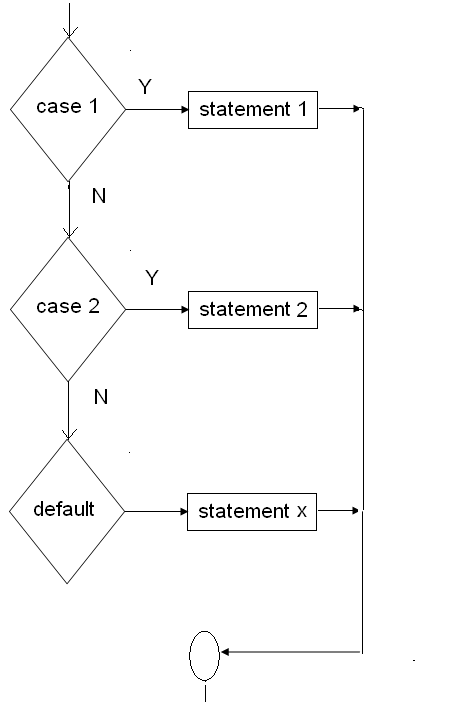 case 1
Y
statement 1
N
case 2
Y
statement 2
N
default
statement x